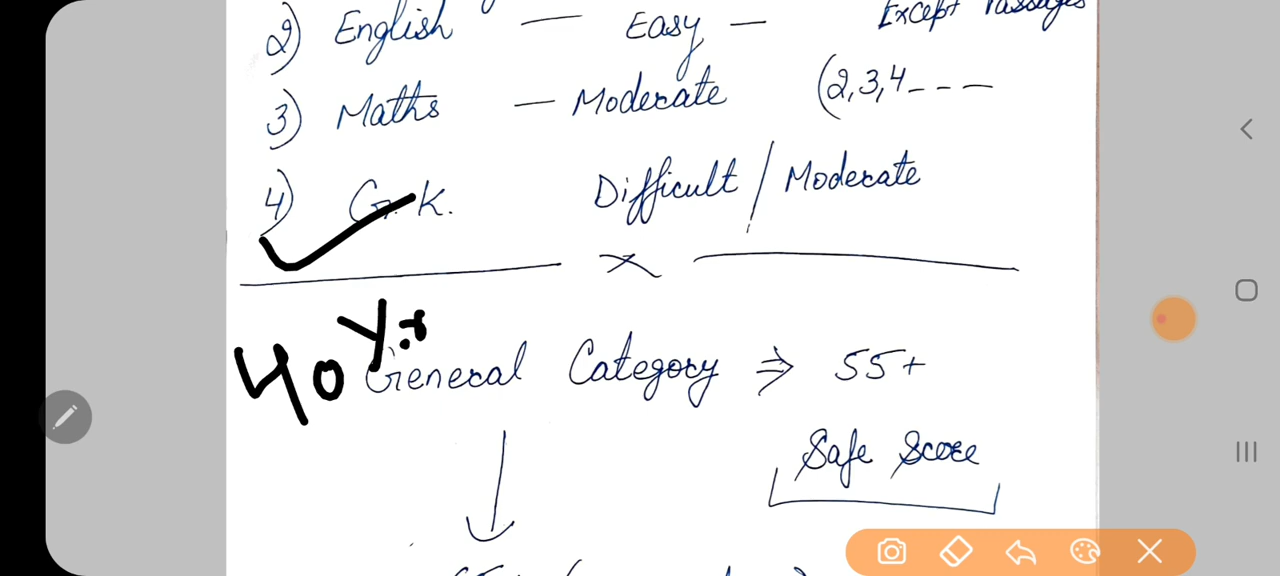 2) English — Easy — Except Passages
3) Maths — Moderate (2,3,4---
4) G.K. Difficult / Moderate
40 %
General Category ⇒ 55+
Safe Score